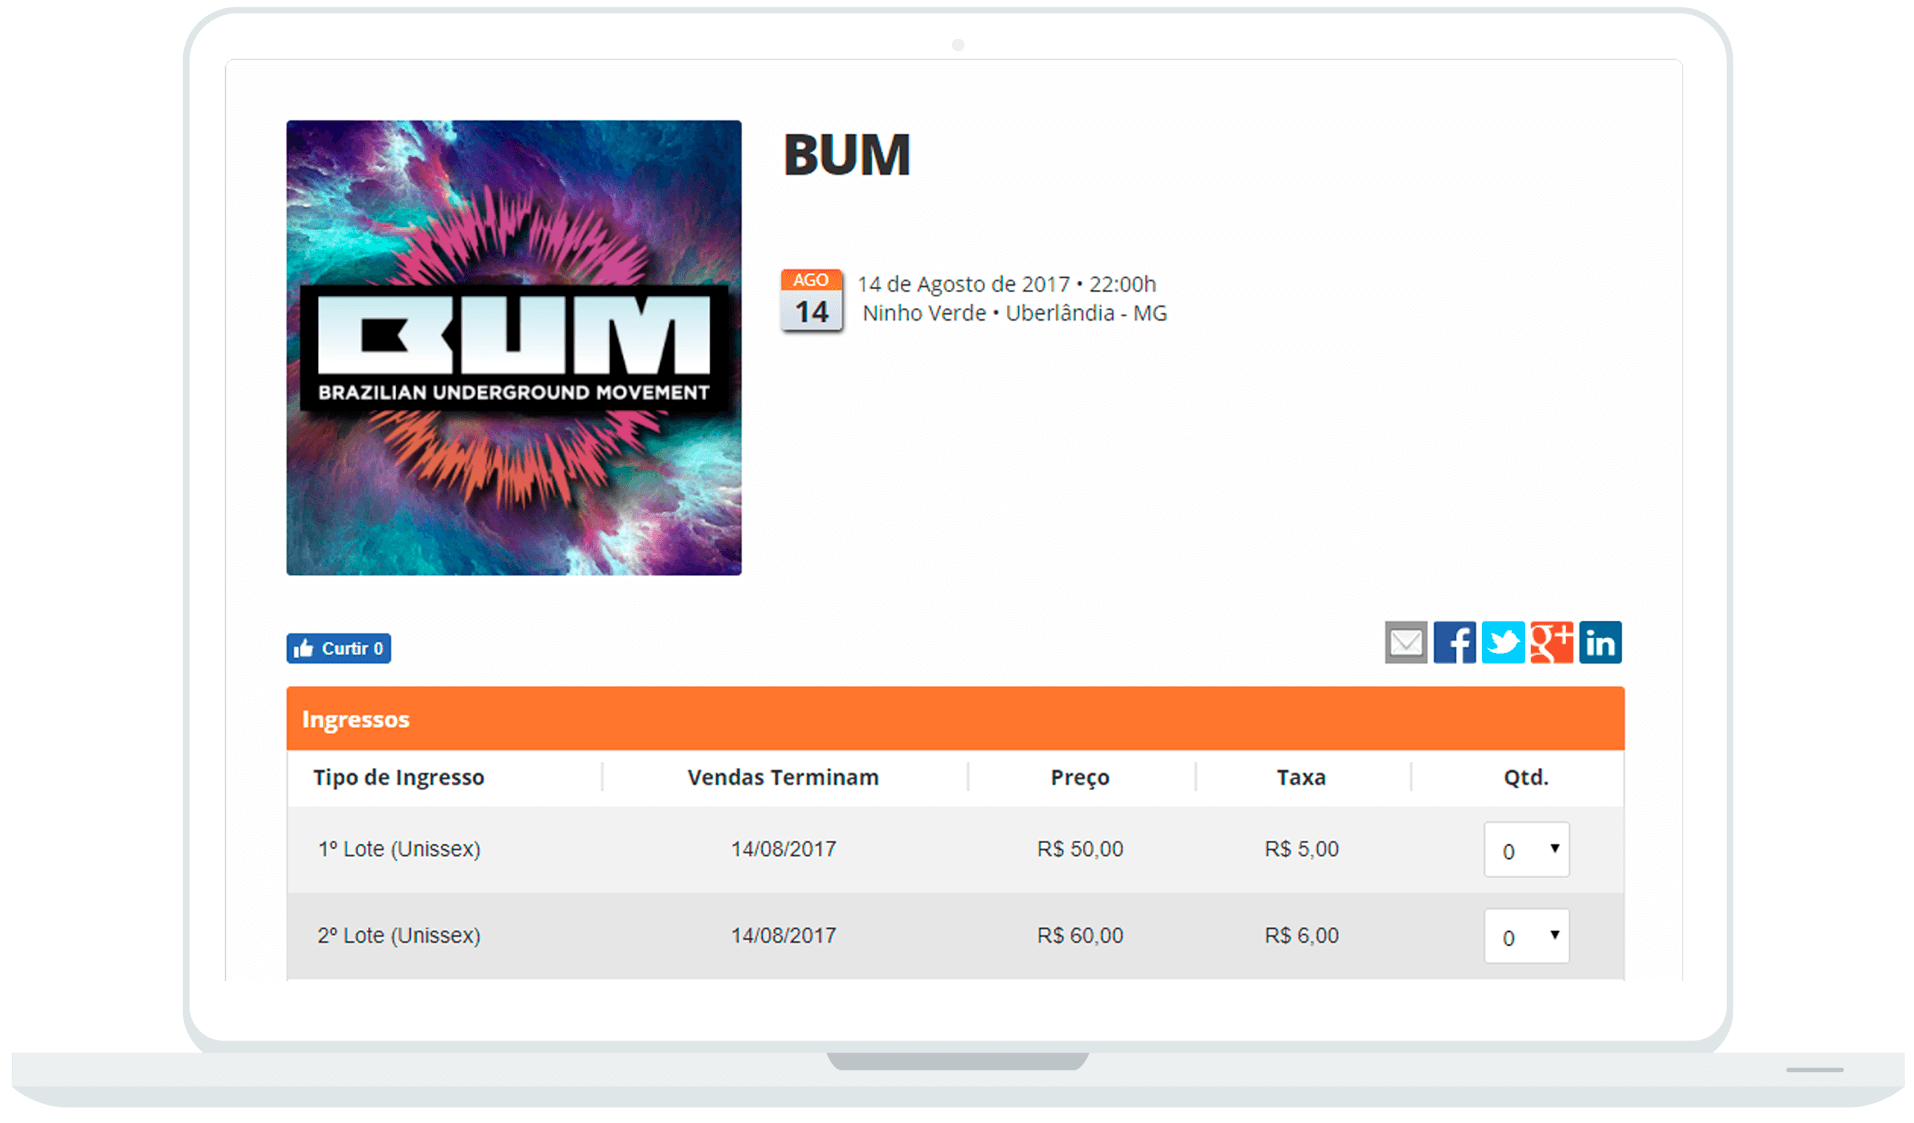 BUM
BRAZILIAN UNDERGROUND MOVEMENT
BUM
AGO
14
14 de Agosto de 2017 • 22:00h
Ninho Verde • Uberlândia - MG
Curtir 0
f
g+
in
Ingressos
Tipo de Ingresso Vendas Terminam Preço Taxa Qtd.
1º Lote (Unissex) 14/08/2017 R$ 50,00 R$ 5,00 0
2º Lote (Unissex) 14/08/2017 R$ 60,00 R$ 6,00 0